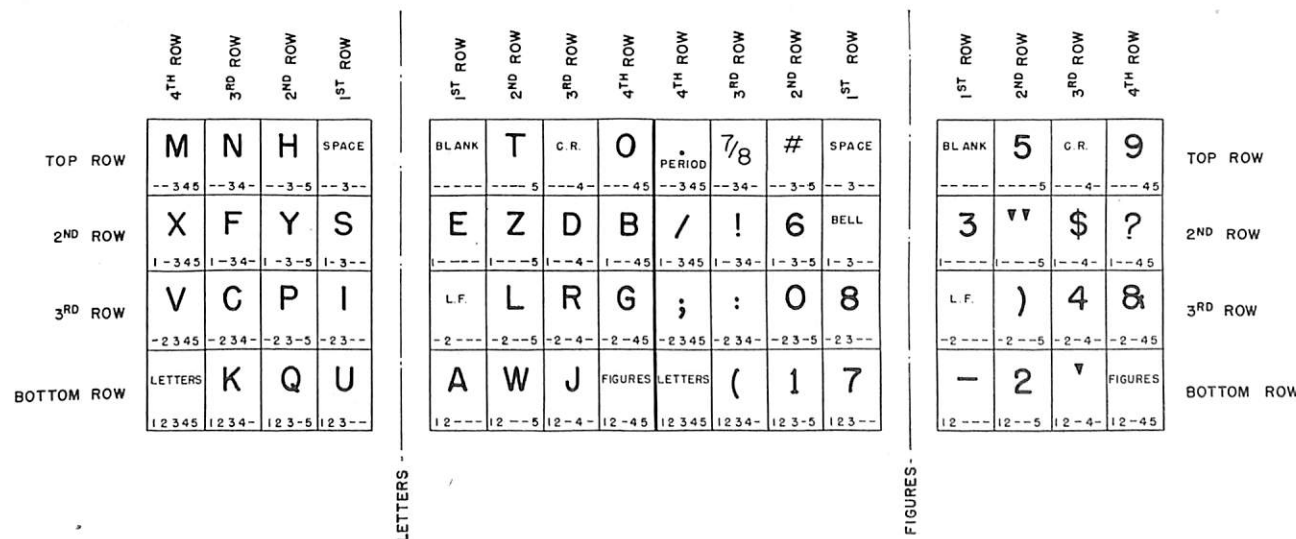 4TH ROW 3RD ROW 2ND ROW 1ST ROW 1ST ROW 2ND ROW 3RD ROW 4TH ROW 4TH ROW 3RD ROW 2ND ROW 1ST ROW 1ST ROW 2ND ROW 3RD ROW 4TH ROW
TOP ROW M N H SPACE BLANK T C.R. O . PERIOD 7/8 # SPACE BLANK 5 C.R. 9 TOP ROW
--345 --34- --3-5 --3-- ----- ----5 ---4- ---45 --345 --34- --3-5 --3-- ----- ----5 ---4- ---45
2ND ROW X F Y S E Z D B / ! 6 BELL 3 " $ ? 2ND ROW
1-345 1-34- 1-3-5 1-3-- 1---- 1---5 1--4- 1--45 1-345 1-34- 1-3-5 1-3-- 1---- 1---5 1--4- 1--45
3RD ROW V C P I L.F. L R G ; : 0 8 L.F. ) 4 & 3RD ROW
-2345 -234- -23-5 -23-- -2--- -2--5 -2-4- -2-45 -2345 -234- -23-5 -23-- -2--- -2--5 -2-4- -2-45
BOTTOM ROW LETTERS K Q U A W J FIGURES LETTERS ( 1 7 – 2 ' FIGURES BOTTOM ROW
12345 1234- 123-5 123-- 12--- 12--5 12-4- 12-45 12345 1234- 123-5 123-- 12--- 12--5 12-4- 12-45
LETTERS - FIGURES -